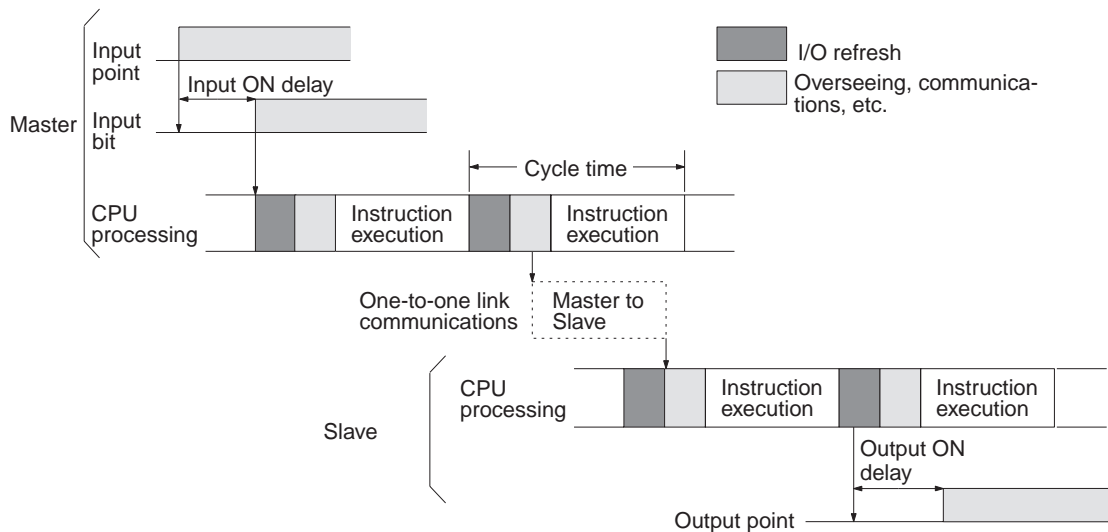 Input
point
I/O refresh
Overseeing, communica-
tions, etc.
Input ON delay
Master
Input
bit
Cycle time
CPU
processing
Instruction
execution
Instruction
execution
One-to-one link
communications
Master to
Slave
Slave
CPU
processing
Instruction
execution
Instruction
execution
Output ON
delay
Output point